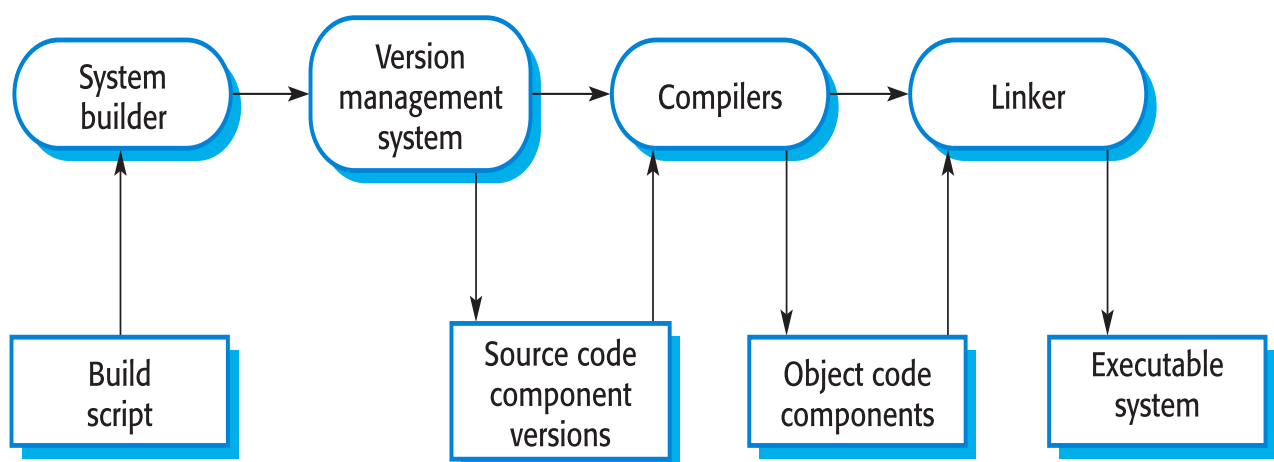 System
builder
Version
management
system
Compilers
Linker
Build
script
Source code
component
versions
Object code
components
Executable
system